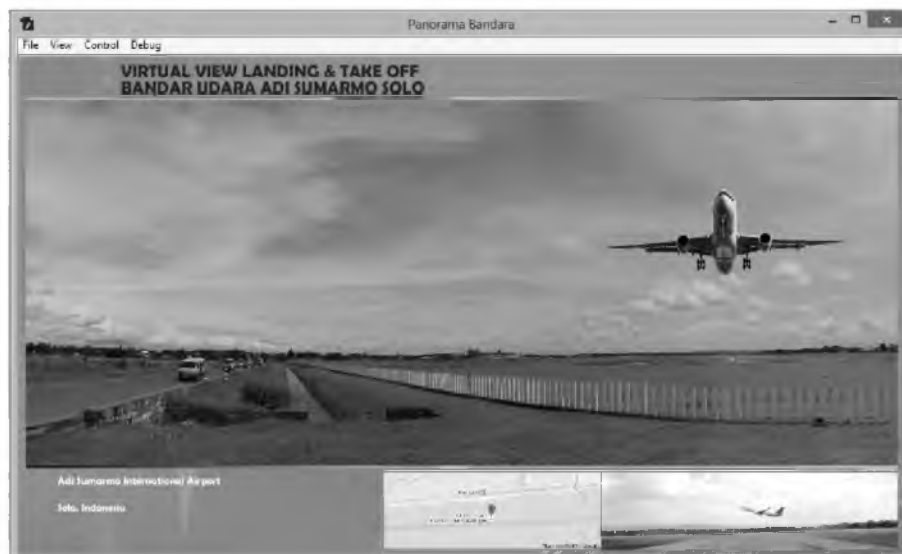 Panorama Bandara
File View Control Debug
VIRTUAL VIEW LANDING & TAKE OFF
BANDAR UDARA ADI SUMARMO SOLO
Adi Sumarmo International Airport
Solo, Indonesia